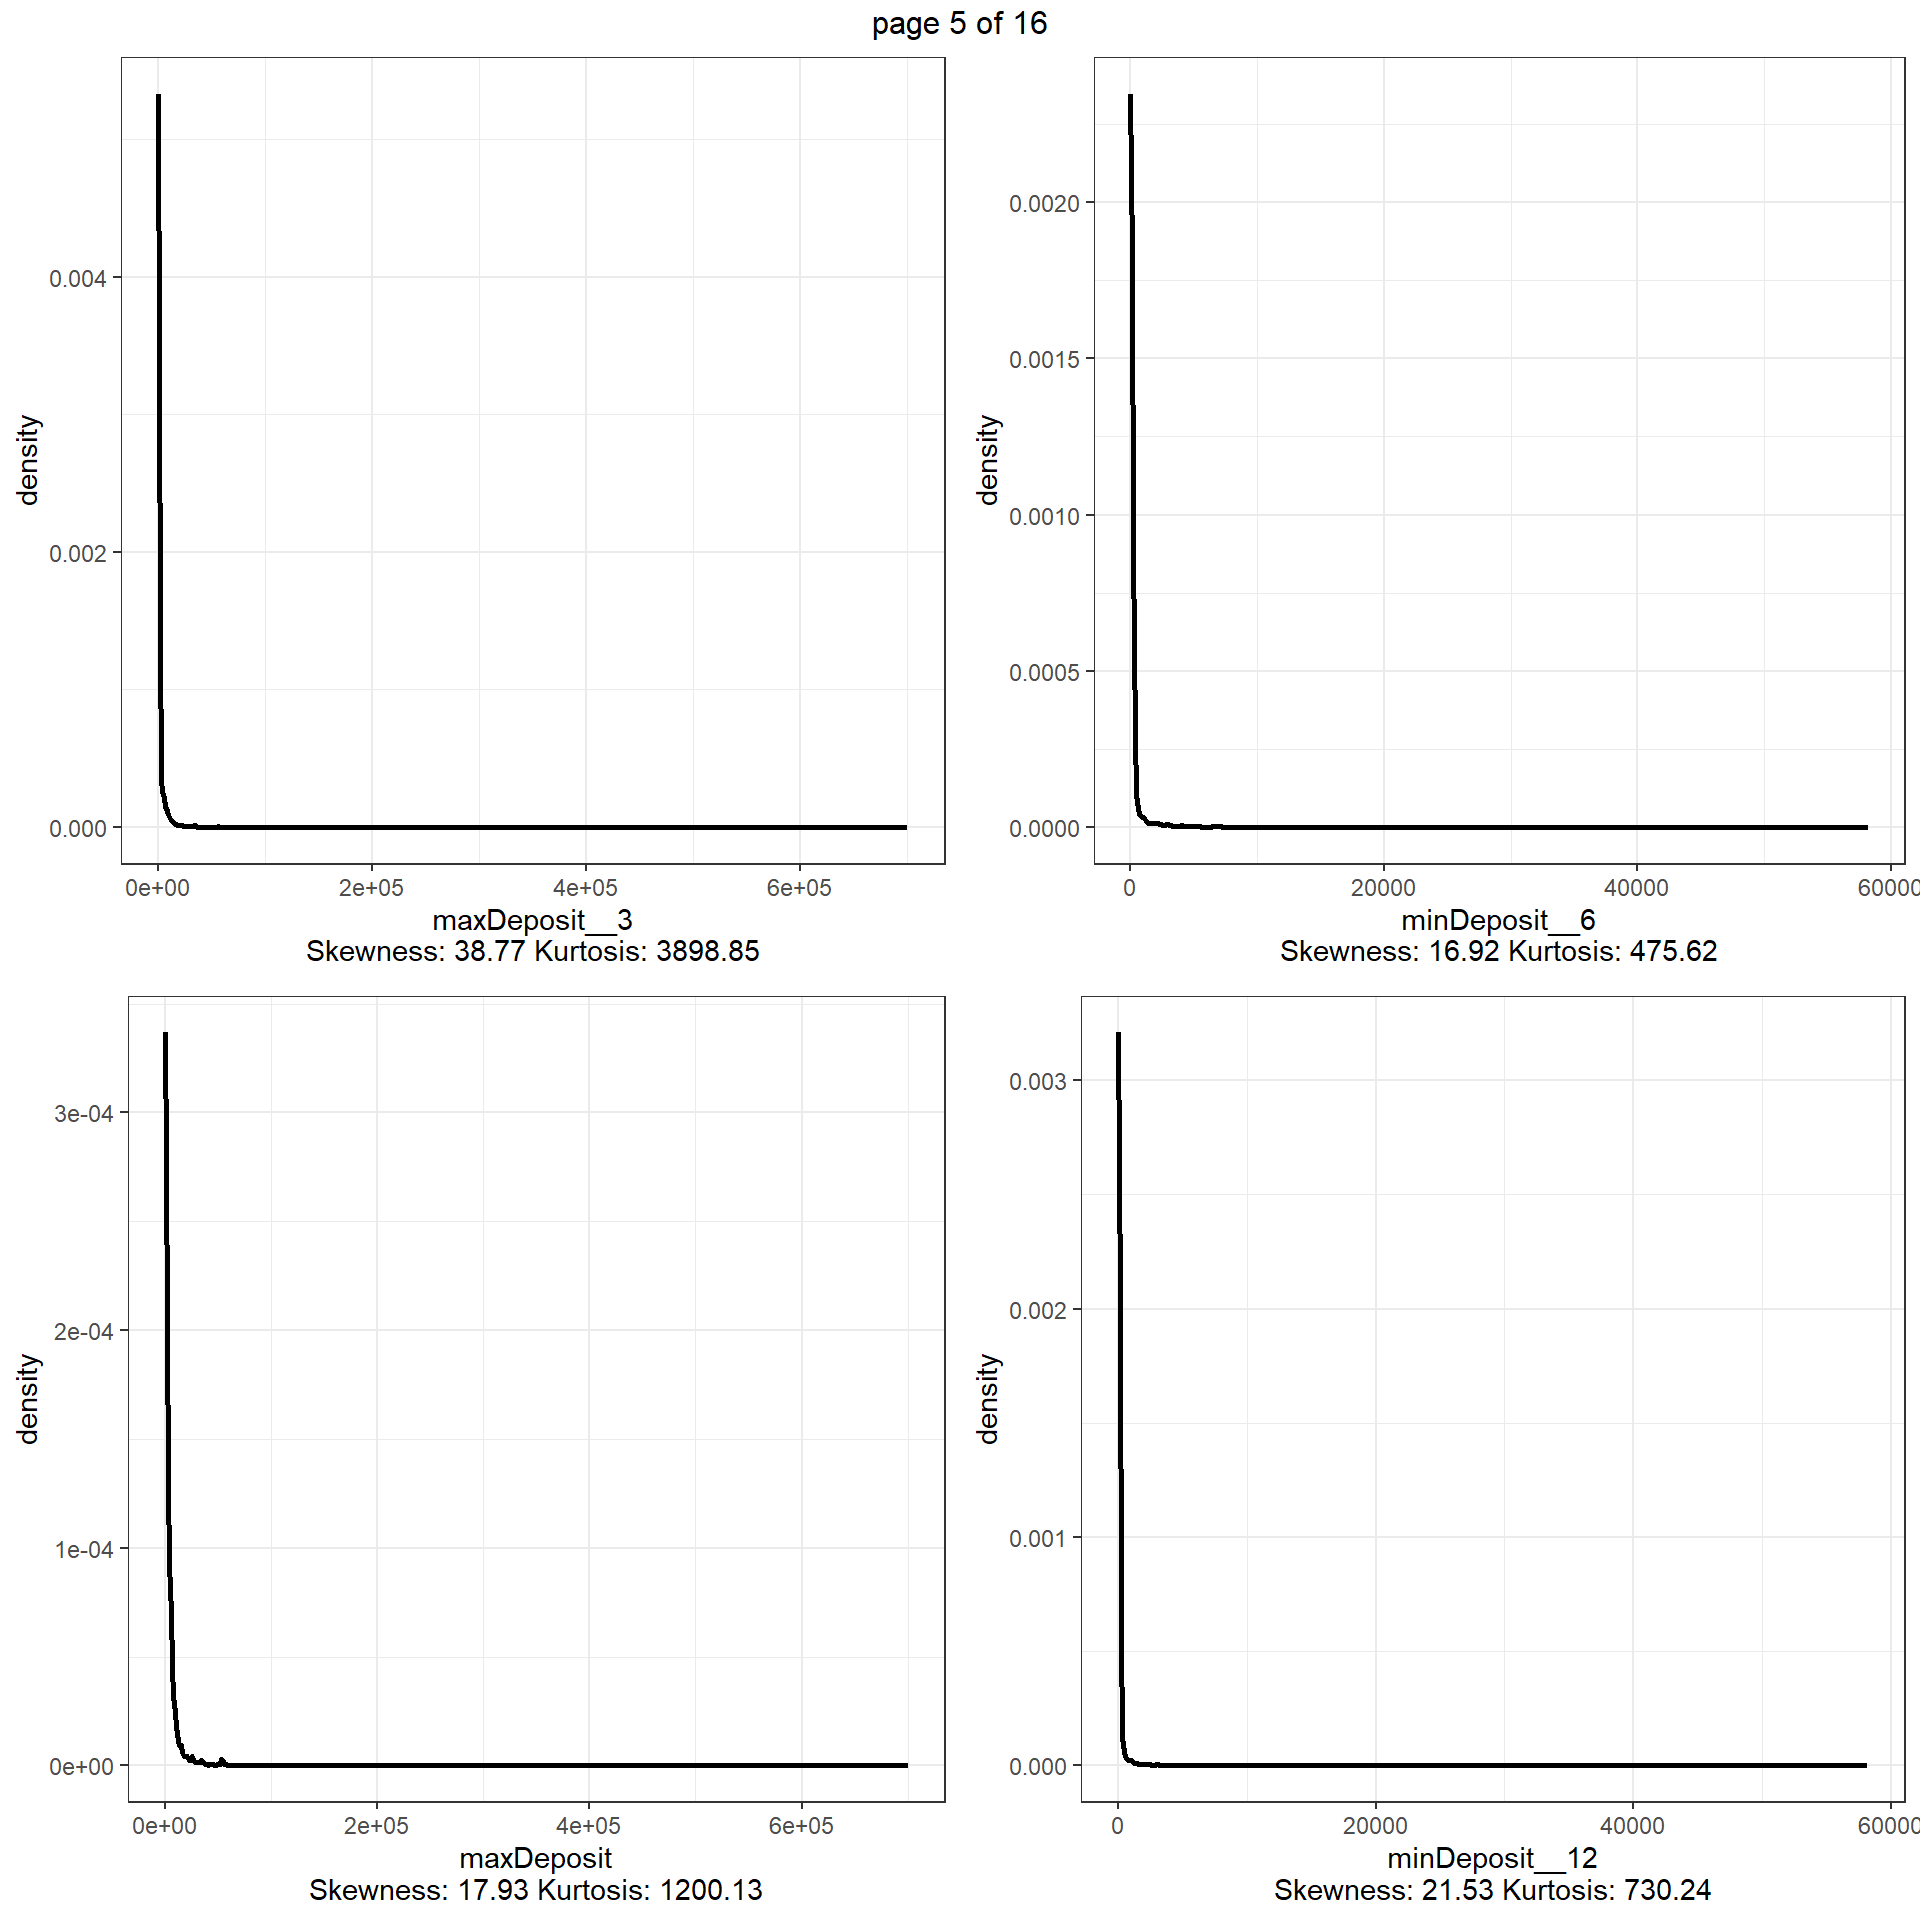 page 5 of 16
density
0.004
0.002
0.000
0e+00 2e+05 4e+05 6e+05
maxDeposit__3
Skewness: 38.77 Kurtosis: 3898.85
density
0.0020
0.0015
0.0010
0.0005
0.0000
0 20000 40000 60000
minDeposit__6
Skewness: 16.92 Kurtosis: 475.62
density
3e-04
2e-04
1e-04
0e+00
0e+00 2e+05 4e+05 6e+05
maxDeposit
Skewness: 17.93 Kurtosis: 1200.13
density
0.003
0.002
0.001
0.000
0 20000 40000 60000
minDeposit__12
Skewness: 21.53 Kurtosis: 730.24